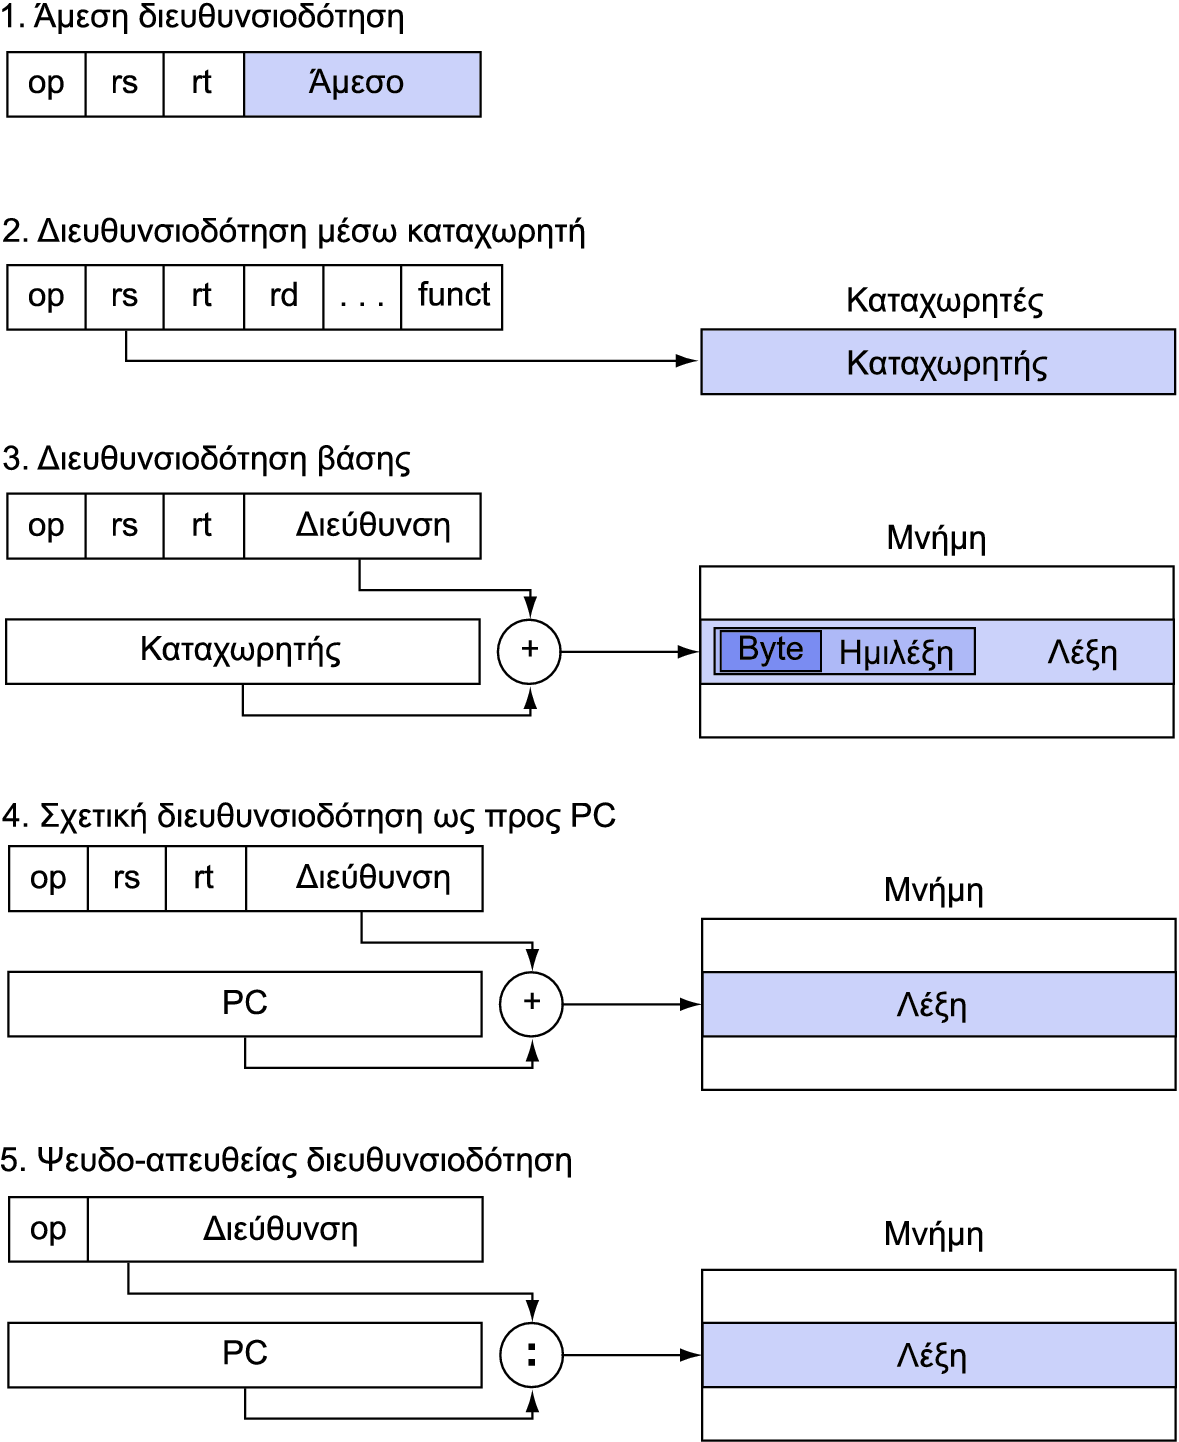 1. Άμεση διευθυνσιοδότηση
op rs rt Άμεσο
2. Διευθυνσιοδότηση μέσω καταχωρητή
op rs rt rd . . . funct
Καταχωρητές
Καταχωρητής
3. Διευθυνσιοδότηση βάσης
op rs rt Διεύθυνση
Μνήμη
Καταχωρητής + Byte Ημιλέξη Λέξη
4. Σχετική διευθυνσιοδότηση ως προς PC
op rs rt Διεύθυνση
Μνήμη
PC + Λέξη
5. Ψευδο-απευθείας διευθυνσιοδότηση
op Διεύθυνση
Μνήμη
PC : Λέξη